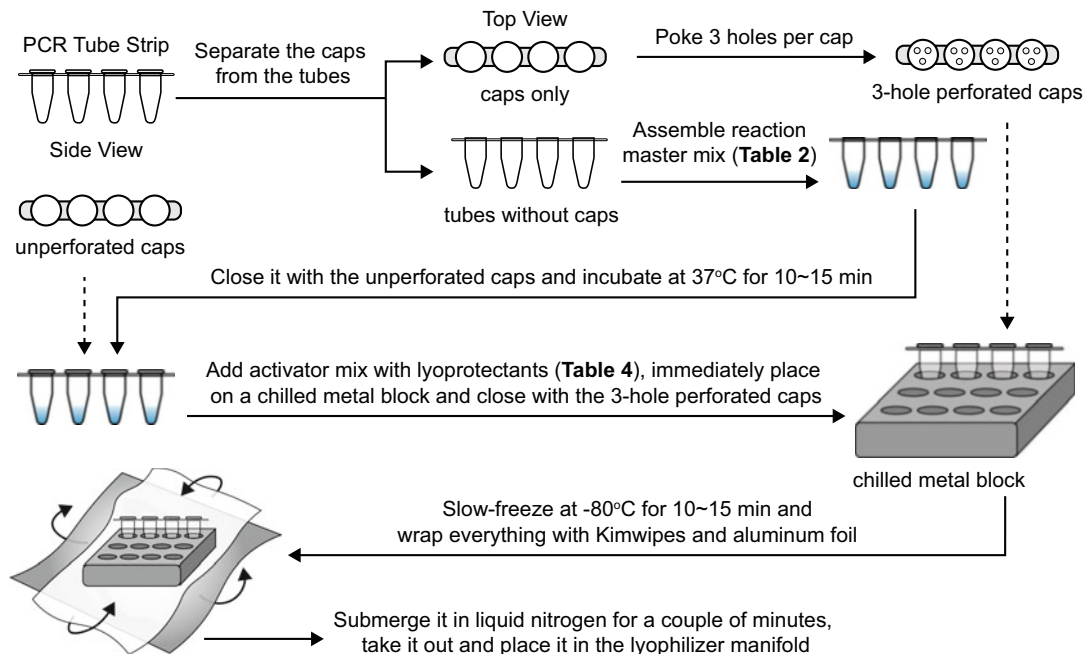 PCR Tube Strip
Side View
Separate the caps
from the tubes
Top View
caps only
Poke 3 holes per cap
3-hole perforated caps
tubes without caps
Assemble reaction
master mix (Table 2)
unperforated caps
Close it with the unperforated caps and incubate at 37°C for 10~15 min
Add activator mix with lyoprotectants (Table 4), immediately place
on a chilled metal block and close with the 3-hole perforated caps
chilled metal block
Slow-freeze at -80°C for 10~15 min and
wrap everything with Kimwipes and aluminum foil
Submerge it in liquid nitrogen for a couple of minutes,
take it out and place it in the lyophilizer manifold